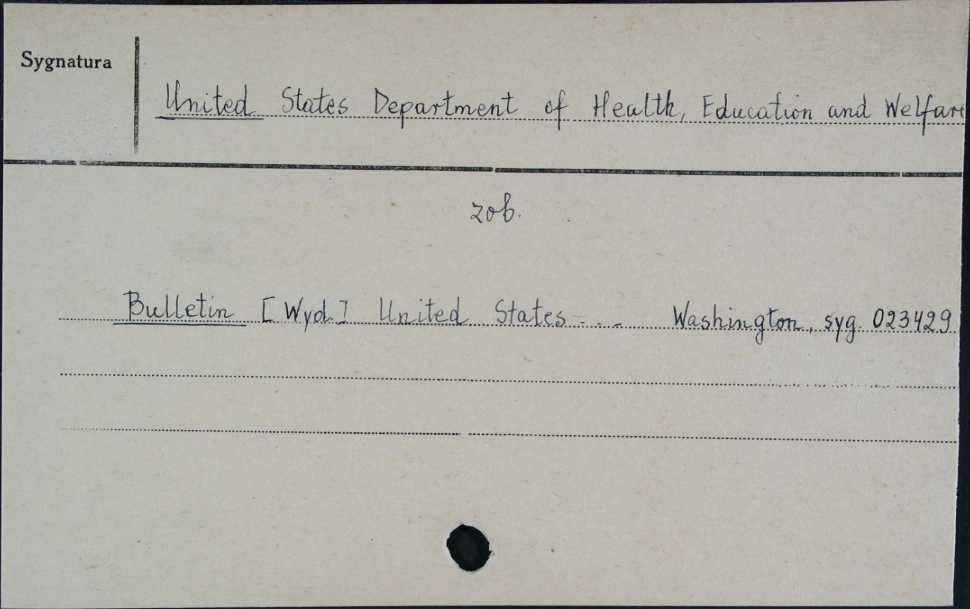 Sygnatura
United States Department of Health, Education and Welfare
zob.
Bulletin [Wyd.] United States - - - Washington, syg. 023429